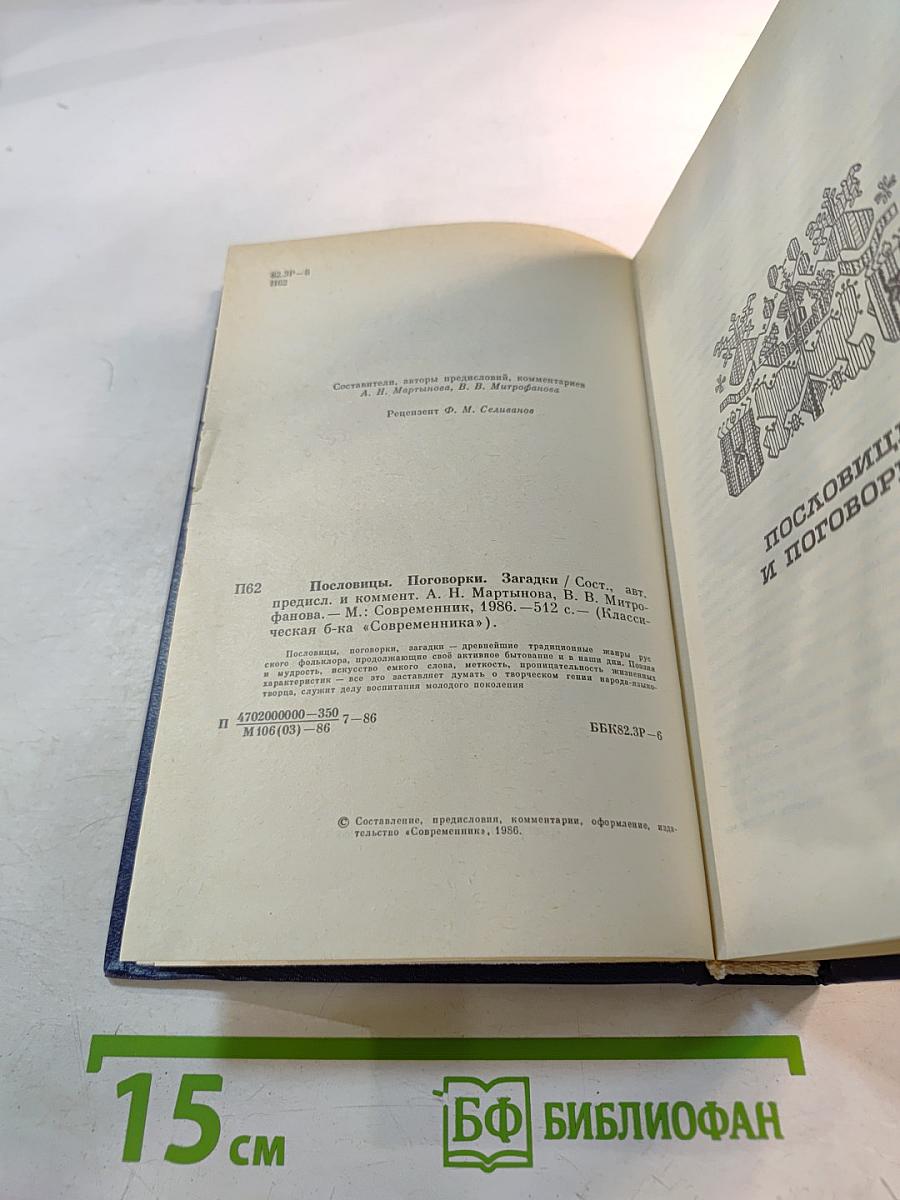 82.3Р—6
П62
Составители, авторы предисловий, комментариев
А. Н. Мартынова, В. В. Митрофанова
Рецензент Ф. М. Селиванов
П62 Пословицы. Поговорки. Загадки / Сост., авт.
предисл. и коммент. А. Н. Мартынова, В. В. Митро-
фанова. — М.: Современник, 1986. — 512 с. — (Класси-
ческая б-ка «Современника»).
Пословицы, поговорки, загадки — древнейшие традиционные жанры рус
ского фольклора, продолжающие своё активное бытование и в наши дни. Поэзия
и мудрость, искусство емкого слова, меткость, проницательность жизненных
характеристик — все это заставляет думать о творческом гении народа-языко-
творца, служит делу воспитания молодого поколения
П 4702000000—350 7—86
М106(03)—86
ББК82.3Р—6
© Составление, предисловия, комментарии, оформление, изда-
тельство «Современник», 1986.
ПОСЛОВИЦЫ
И ПОГОВОРК
15 см
БФ БИБЛИОФАН